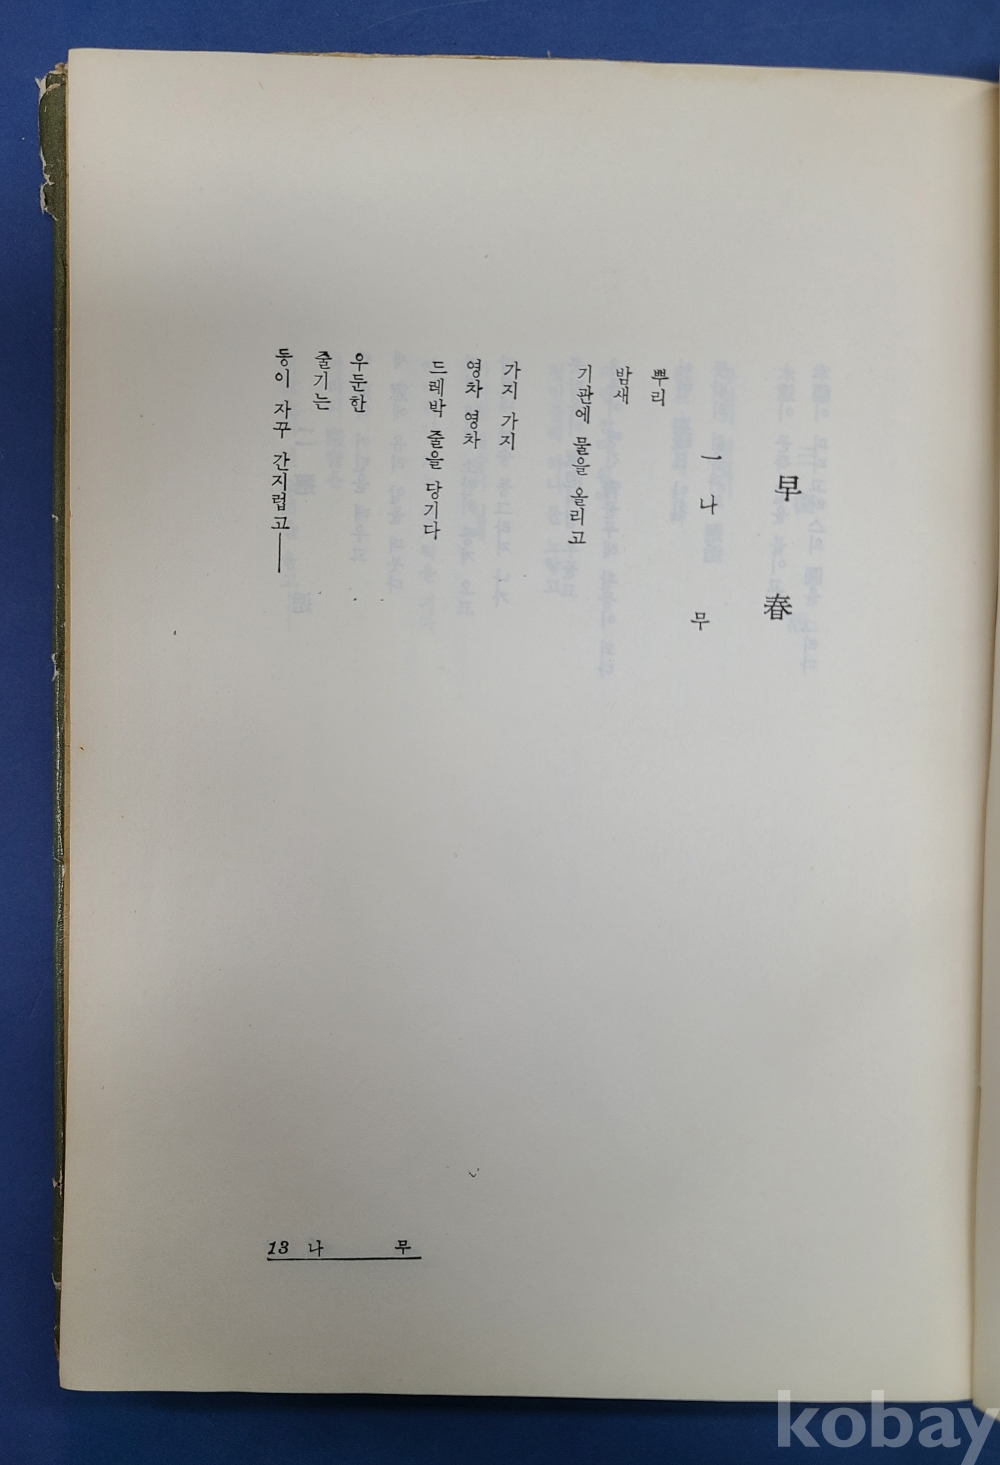 早春
一 나무
뿌리
밤새
기관에 물을 올리고
가지 가지
영차 영차
드레박 줄을 당기다
우둔한
줄기는
등이 자꾸 간지럽고──
13 나무
kobay